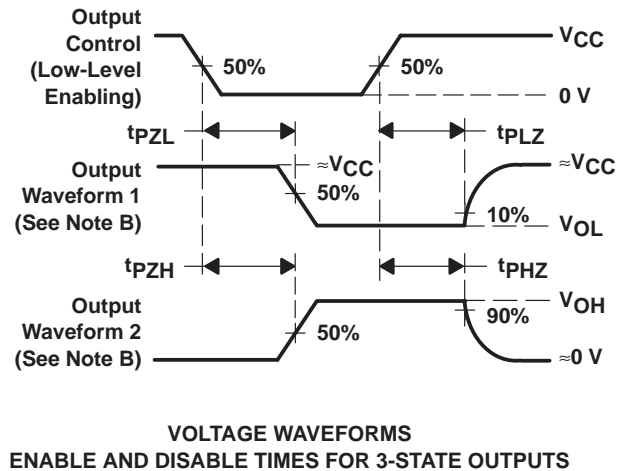 Output
Control
(Low-Level
Enabling)
50%
50%
VCC
0 V
tPZL
tPLZ
Output
Waveform 1
(See Note B)
≈VCC
50%
≈VCC
10%
VOL
tPZH
tPHZ
Output
Waveform 2
(See Note B)
50%
VOH
90%
≈0 V
VOLTAGE WAVEFORMS
ENABLE AND DISABLE TIMES FOR 3-STATE OUTPUTS